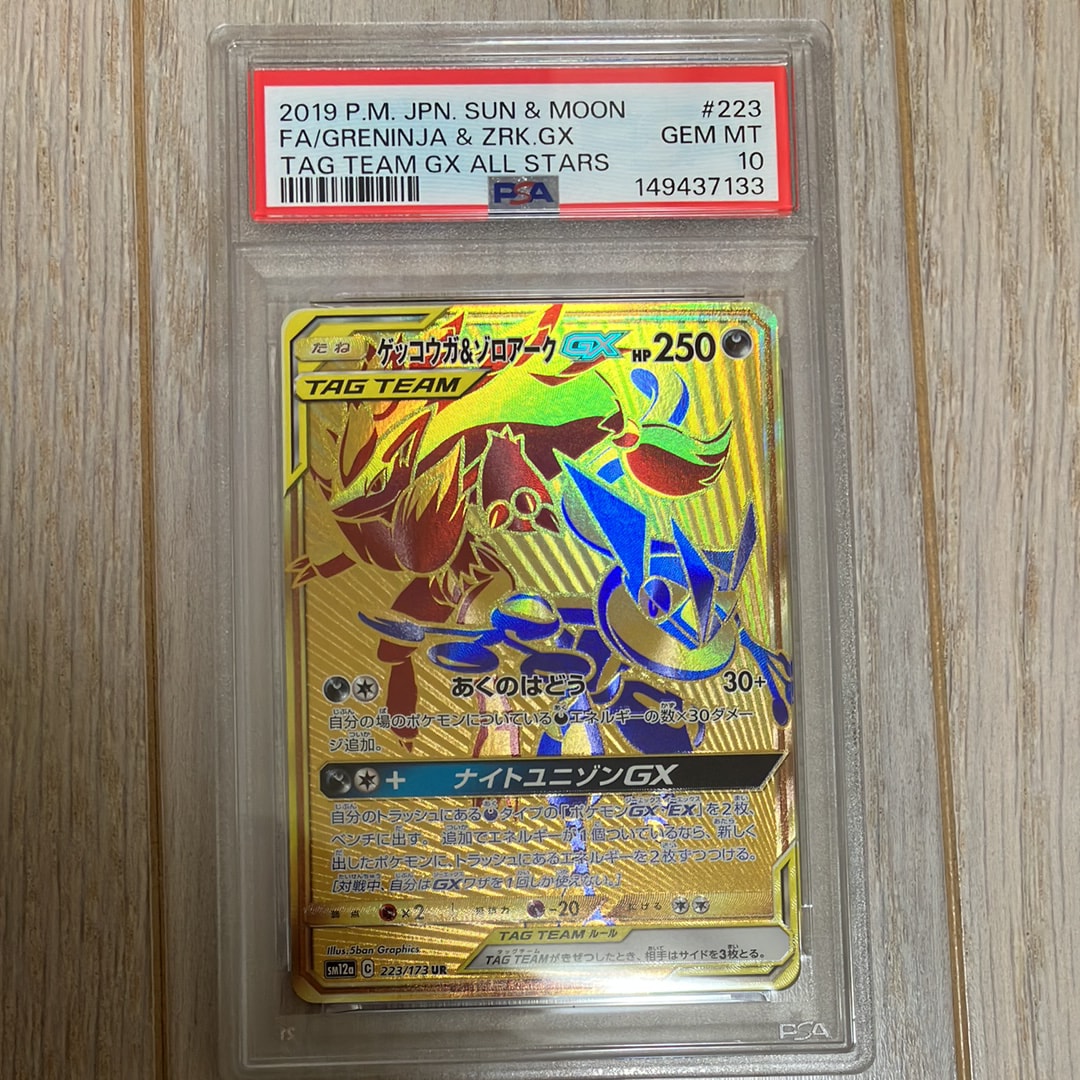 2019 P.M. JPN. SUN & MOON #223
FA/GRENINJA & ZRK.GX GEM MT
TAG TEAM GX ALL STARS 10
PSA 149437133
たね ゲッコウガ&ゾロアークGX HP 250
TAG TEAM
あくのはどう 30+
自分の場のポケモンについているエネルギーの数×30ダメー
ジ追加。
+ ナイトユニゾンGX
自分のトラッシュにあるタイプの「ポケモンGX・EX」を2枚、
ベンチに出す。追加でエネルギーが1個ついているなら、新しく
出したポケモンに、トラッシュにあるエネルギーを2枚ずつつける。
[対戦中、自分はGXワザを1回しか使えない。]
弱点 ×2 抵抗力 -20 にげる
TAG TEAM ルール
Illus. 5ban Graphics
TAG TEAMがきぜつしたとき、相手はサイドを3枚とる。
SM12a C 223/173 UR
PSA